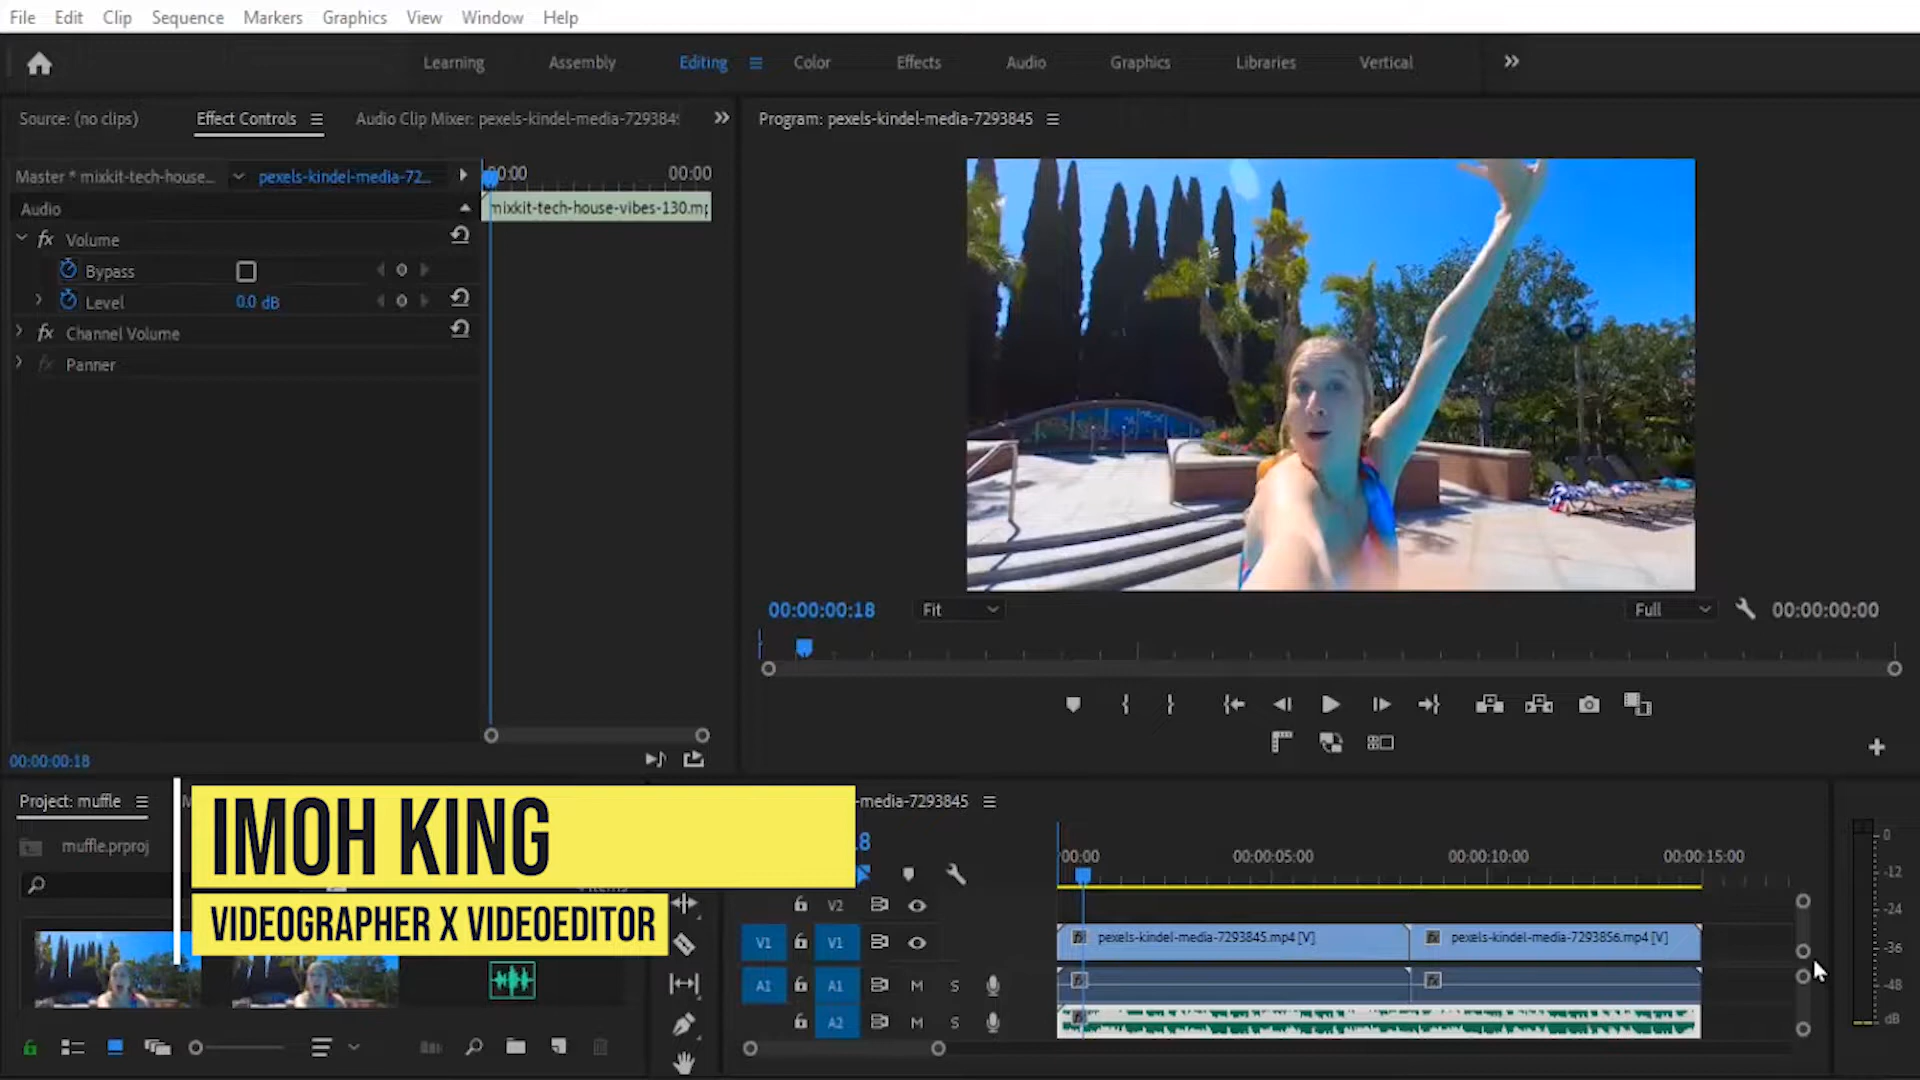 File Edit Clip Sequence Markers Graphics View Window Help
Learning Assembly Editing Color Effects Audio Graphics Libraries Vertical
Source: (no clips) Effect Controls Audio Clip Mixer: pexels-kindel-media-729384
Program: pexels-kindel-media-7293845
Master * mixkit-tech-house... pexels-kindel-media-72...
00:00 00:00
Audio
mixkit-tech-house-vibes-130.mp
fx Volume
Bypass
Level 0.0 dB
fx Channel Volume
fx Panner
00:00:00:18 Fit Full 00:00:00:00
00:00:00:18
Project: muffle
-media-7293845
muffle.prproj
IMOH KING
VIDEOGRAPHER X VIDEOEDITOR
8
:00:00 00:00:05:00 00:00:10:00 00:00:15:00
V2
V1 V1
pexels-kindel-media-7293845.mp4 [V] pexels-kindel-media-7293856.mp4 [V]
A1 A1 M S
A2 M S
0
-12
-24
-36
-48
dB